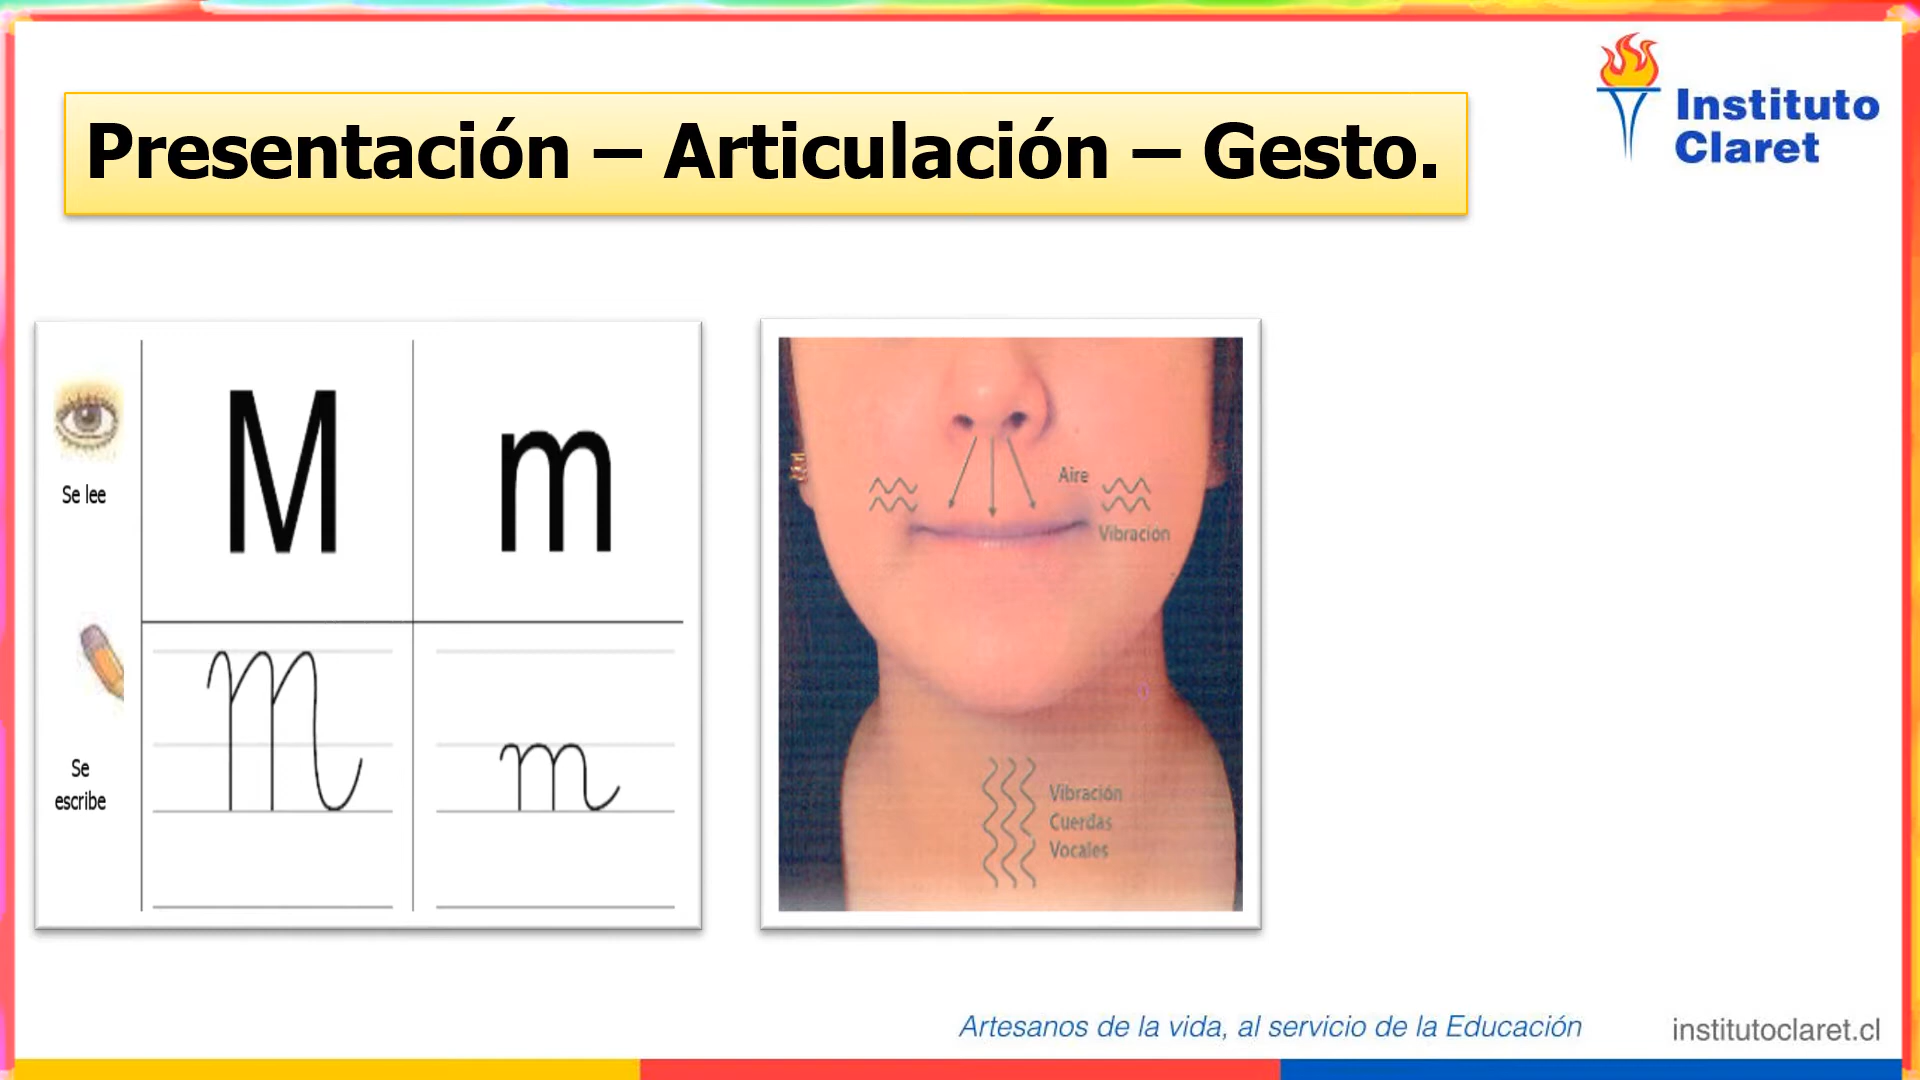 Presentación – Articulación – Gesto.
Instituto
Claret
Se lee
M
m
Se
escribe
M
m
Aire
Vibración
Vibración
Cuerdas
Vocales
Artesanos de la vida, al servicio de la Educación
institutoclaret.cl